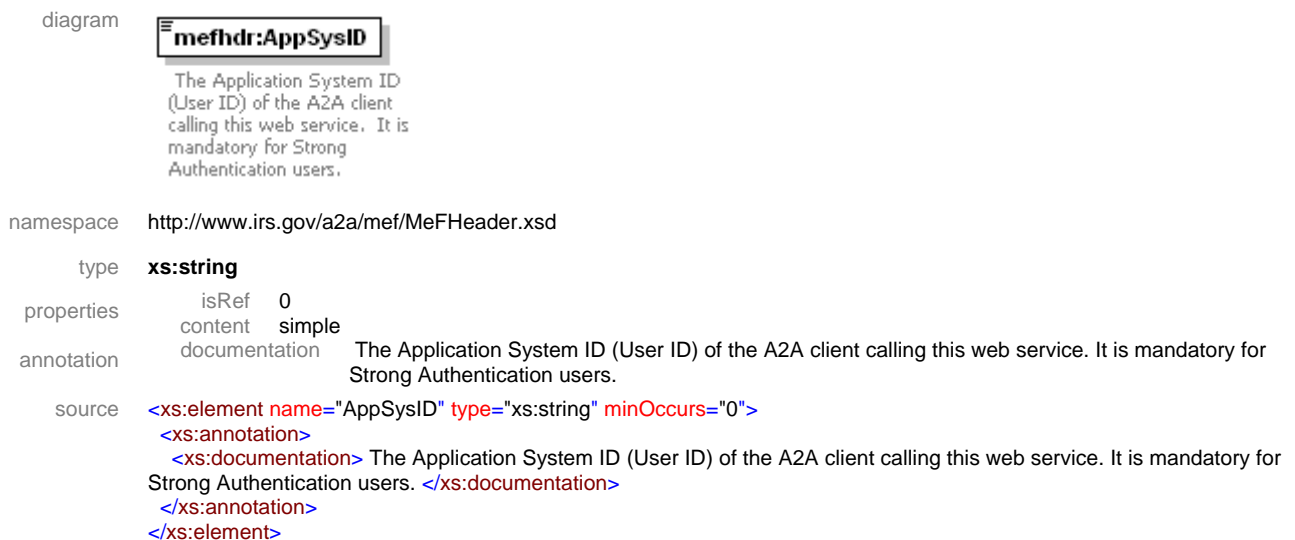 diagram
mefhdr:AppSysID
The Application System ID
(User ID) of the A2A client
calling this web service. It is
mandatory for Strong
Authentication users.
namespace http://www.irs.gov/a2a/mef/MeFHeader.xsd
type xs:string
properties isRef 0
content simple
annotation documentation The Application System ID (User ID) of the A2A client calling this web service. It is mandatory for
Strong Authentication users.
source <xs:element name="AppSysID" type="xs:string" minOccurs="0">
<xs:annotation>
<xs:documentation> The Application System ID (User ID) of the A2A client calling this web service. It is mandatory for
Strong Authentication users. </xs:documentation>
</xs:annotation>
</xs:element>